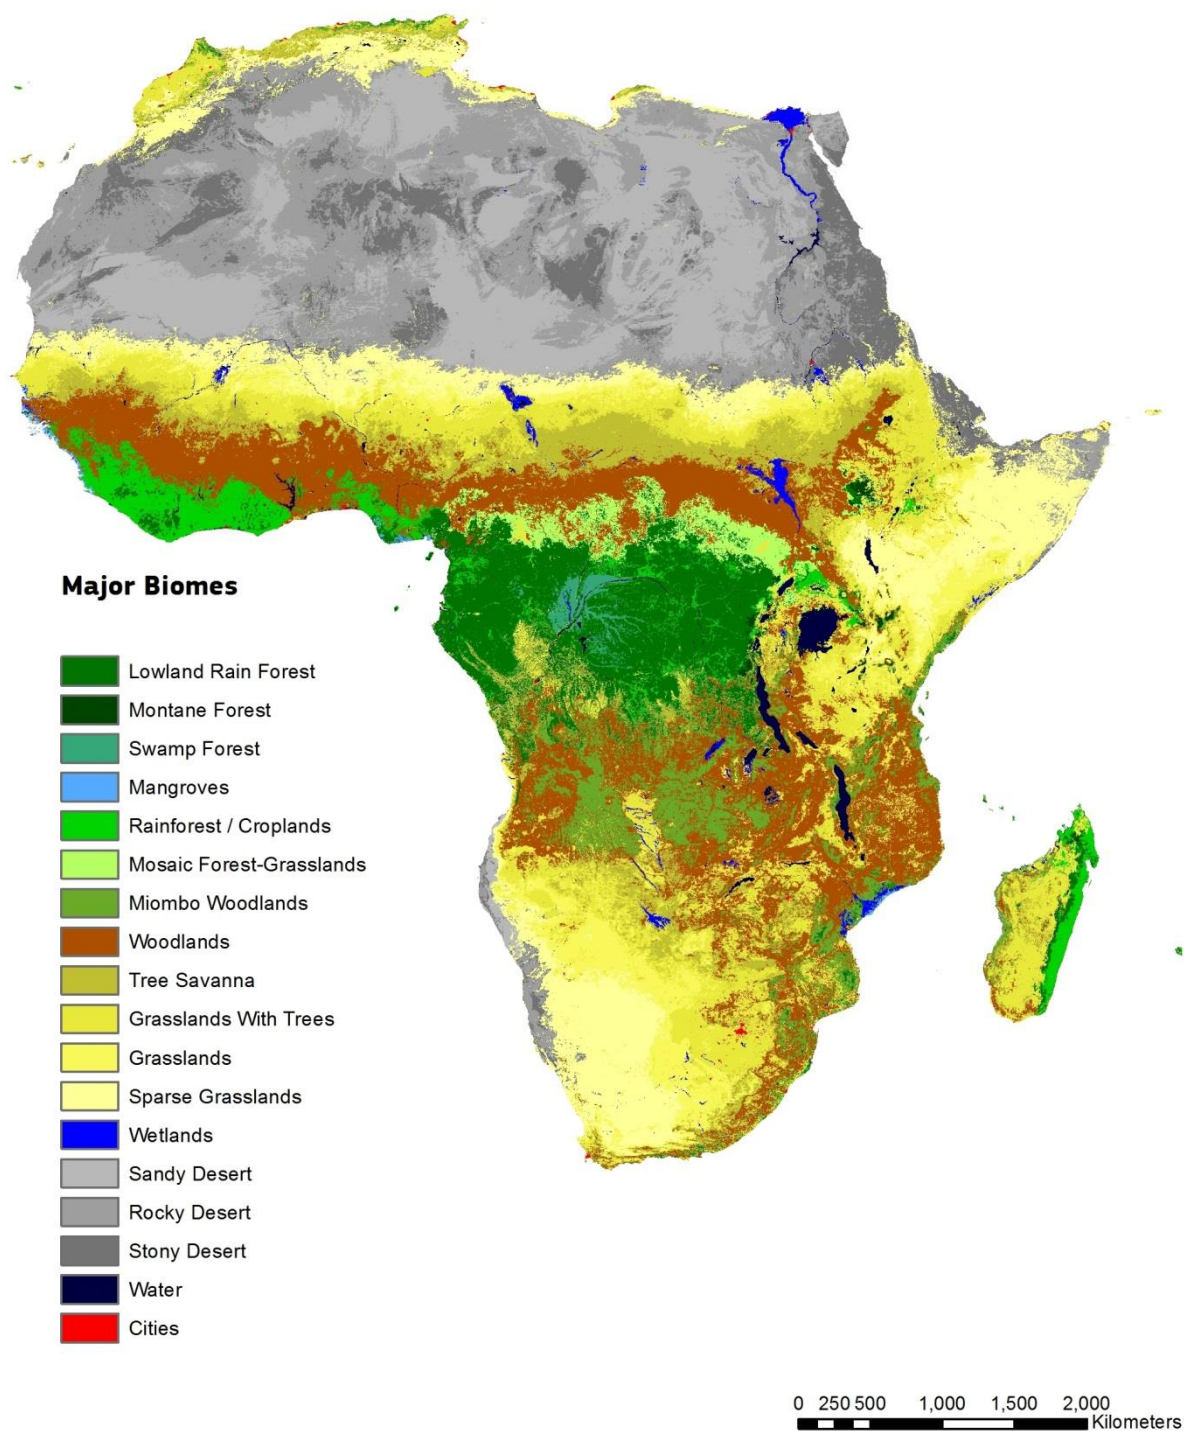 Major Biomes
Lowland Rain Forest
Montane Forest
Swamp Forest
Mangroves
Rainforest / Croplands
Mosaic Forest-Grasslands
Miombo Woodlands
Woodlands
Tree Savanna
Grasslands With Trees
Grasslands
Sparse Grasslands
Wetlands
Sandy Desert
Rocky Desert
Stony Desert
Water
Cities
0 250 500 1,000 1,500 2,000
Kilometers